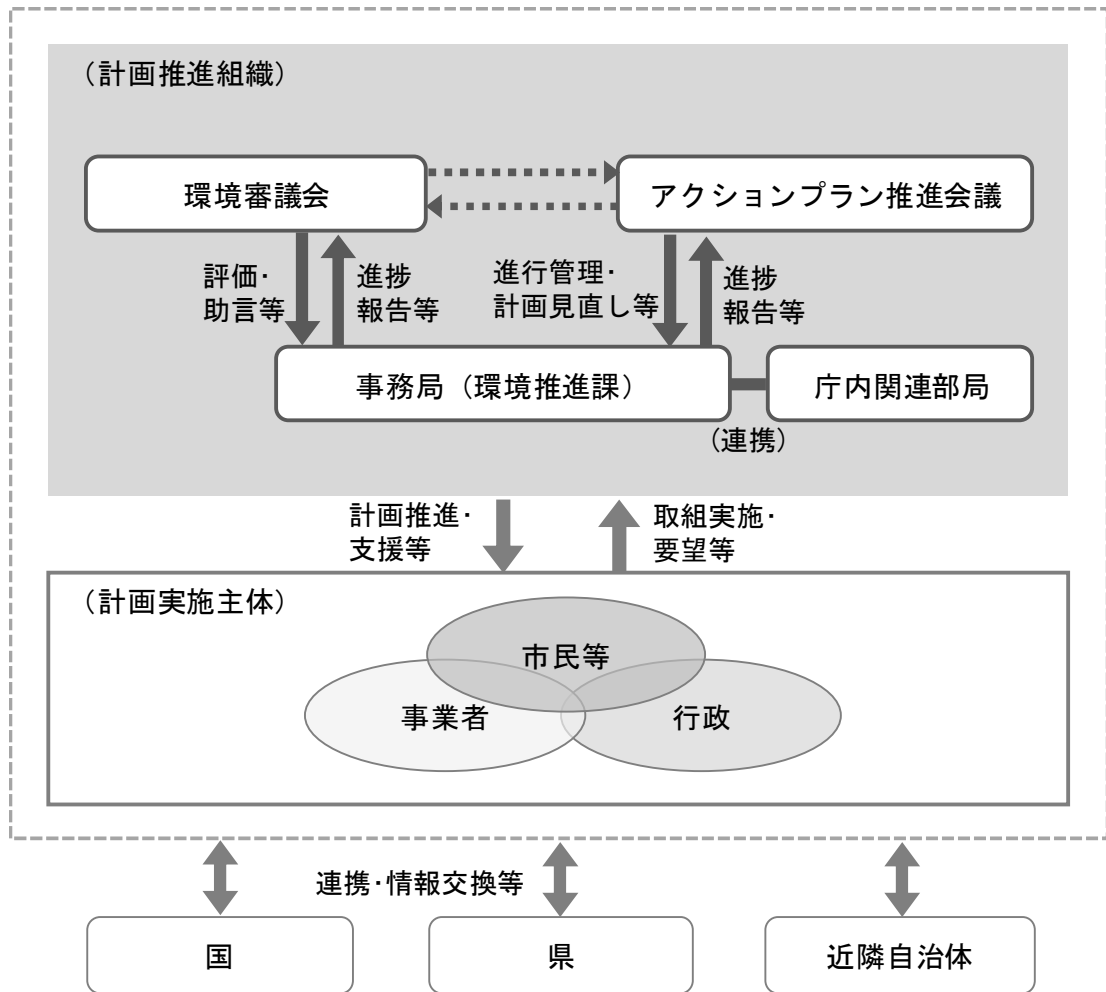 （計画推進組織）
環境審議会
アクションプラン推進会議
評価・
助言等
進捗
報告等
進行管理・
計画見直し等
進捗
報告等
事務局（環境推進課）
庁内関連部局
（連携）
計画推進・
支援等
取組実施・
要望等
（計画実施主体）
市民等
事業者
行政
連携・情報交換等
国
県
近隣自治体